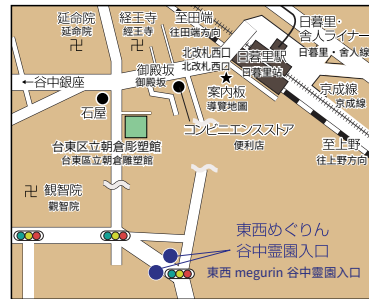 延命院
延命院
経王寺
經王寺
至田端
往田端方向
日暮里・
舎人ライナー
日暮里・舍人線
北改札西口
北改札西口
日暮里駅
日暮里站
←谷中銀座
御殿坂
御殿坂
案内板
導覽地圖
京成線
京成線
石屋
コンビニエンスストア
便利店
至上野
往上野方向
台東区立朝倉彫塑館
台東區立朝倉雕塑館
観智院
觀智院
東西めぐりん
谷中霊園入口
東西 megurin 谷中霊園入口